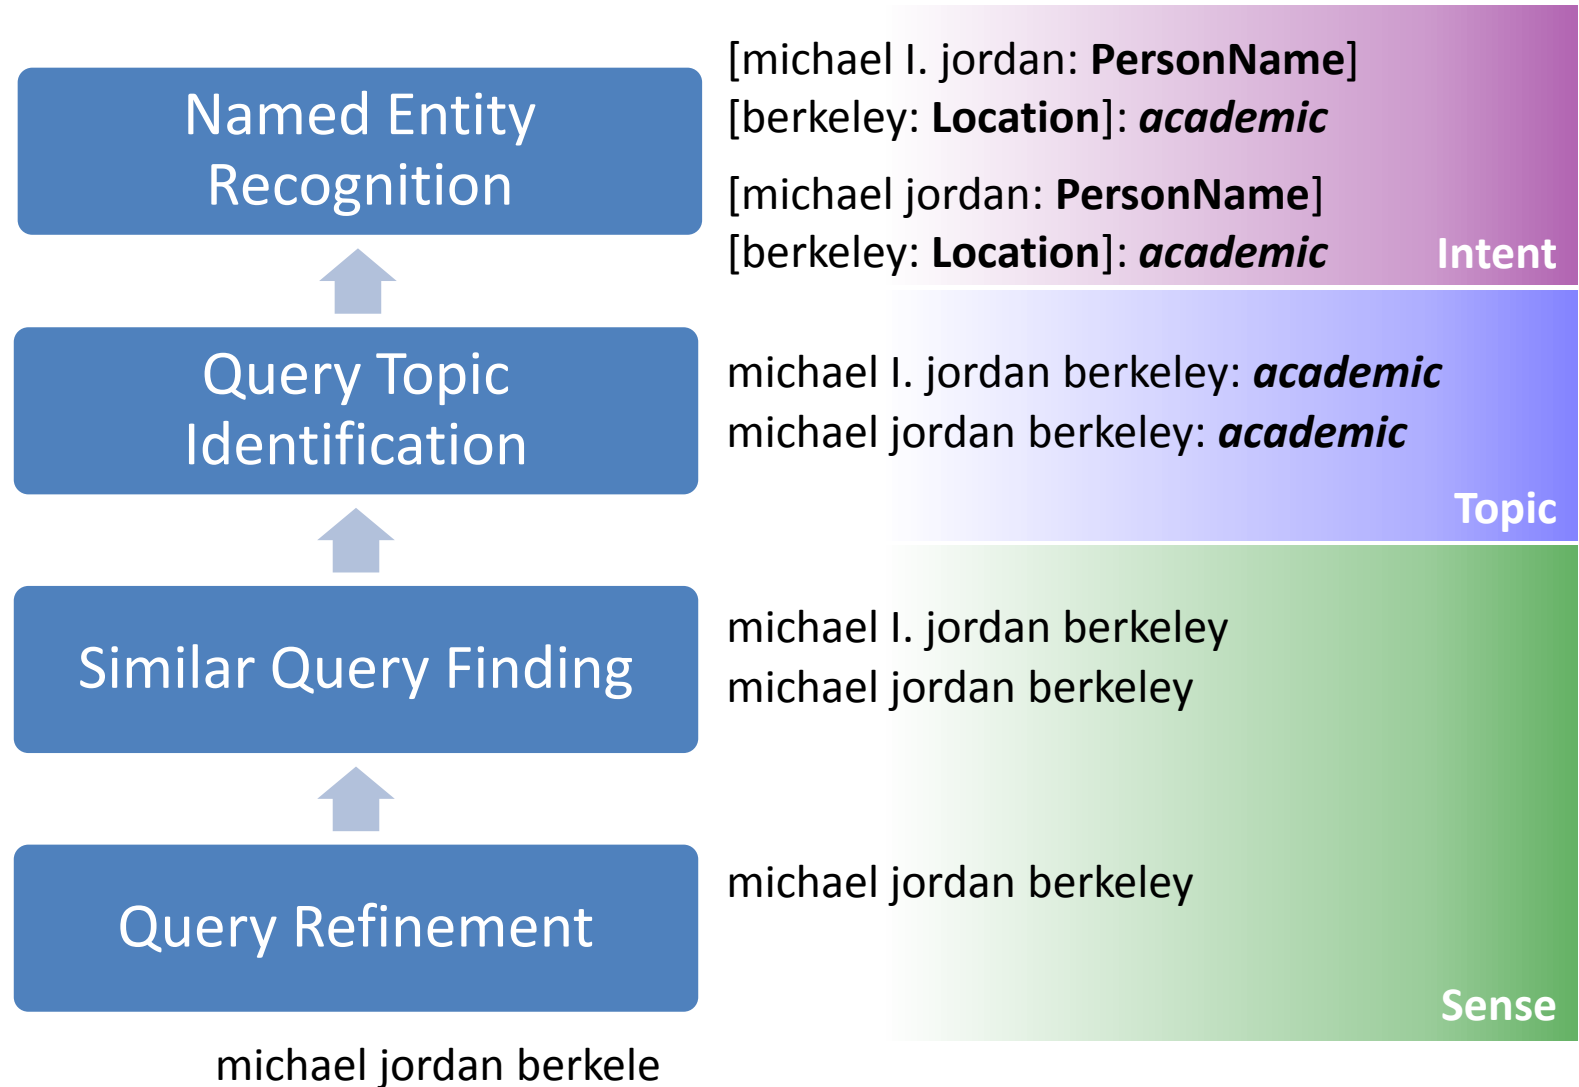 Named Entity
Recognition
[michael I. jordan: PersonName]
[berkeley: Location]: academic
[michael jordan: PersonName]
[berkeley: Location]: academic
Intent
Query Topic
Identification
michael I. jordan berkeley: academic
michael jordan berkeley: academic
Topic
Similar Query Finding
michael I. jordan berkeley
michael jordan berkeley
Query Refinement
michael jordan berkeley
Sense
michael jordan berkele